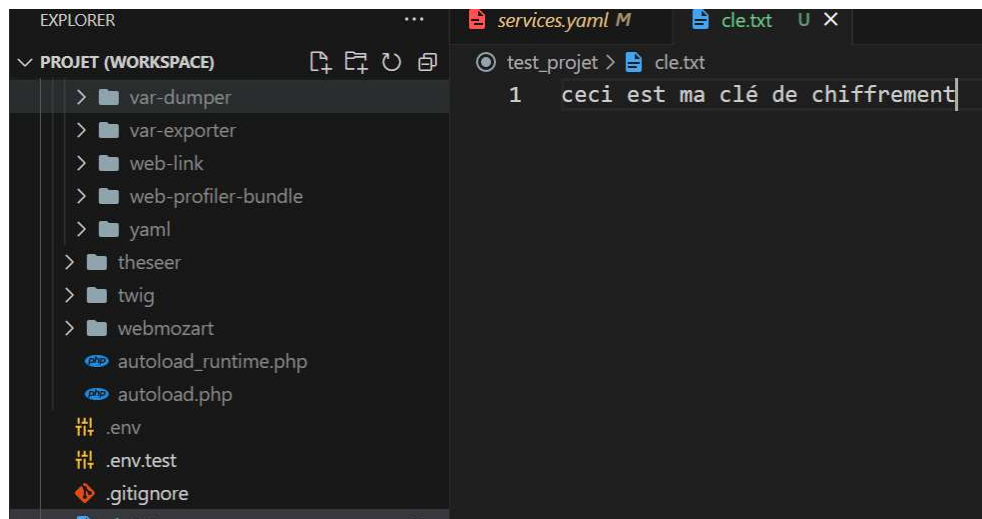 EXPLORER ...
services.yaml M
cle.txt U
PROJET (WORKSPACE)
test_projet > cle.txt
var-dumper
1 ceci est ma clé de chiffrement
var-exporter
web-link
web-profiler-bundle
yaml
theseer
twig
webmozart
php autoload_runtime.php
php autoload.php
.env
.env.test
.gitignore